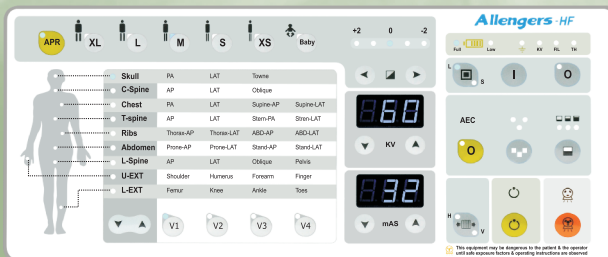 Allengers-HF
APR XL L M S XS Baby
+2 0 -2
Full Low KV FIL TH
L S I O
Skull PA LAT Towne
C-Spine AP LAT Oblique
Chest PA LAT Supine-AP Supine-LAT
T-spine AP LAT Stern-PA Stren-LAT
Ribs Thorax-AP Thorax-LAT ABD-AP ABD-LAT
Abdomen Prone-AP Prone-LAT Stand-AP Stand-LAT
L-Spine AP LAT Oblique Pelvis
U-EXT Shoulder Humerus Forearm Finger
L-EXT Femur Knee Ankle Toes
V1 V2 V3 V4
60
KV
32
mAS
AEC
O
H V
This equipment may be dangerous to the patient & the operator
until safe exposure factors & operating instructions are observed